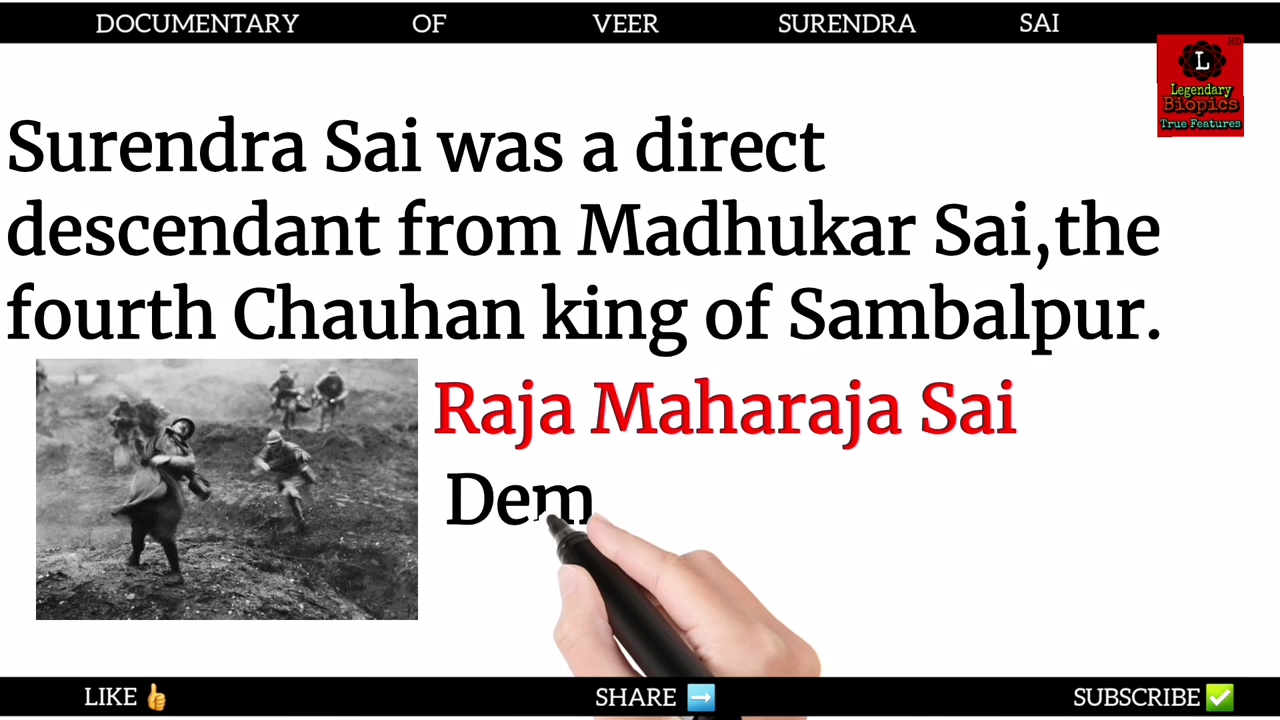 DOCUMENTARY OF VEER SURENDRA SAI
HD
L
Legendary
Biopics
True Features
Surendra Sai was a direct
descendant from Madhukar Sai,the
fourth Chauhan king of Sambalpur.
Raja Maharaja Sai
Dem
LIKE 👍 SHARE ➡️ SUBSCRIBE ✅